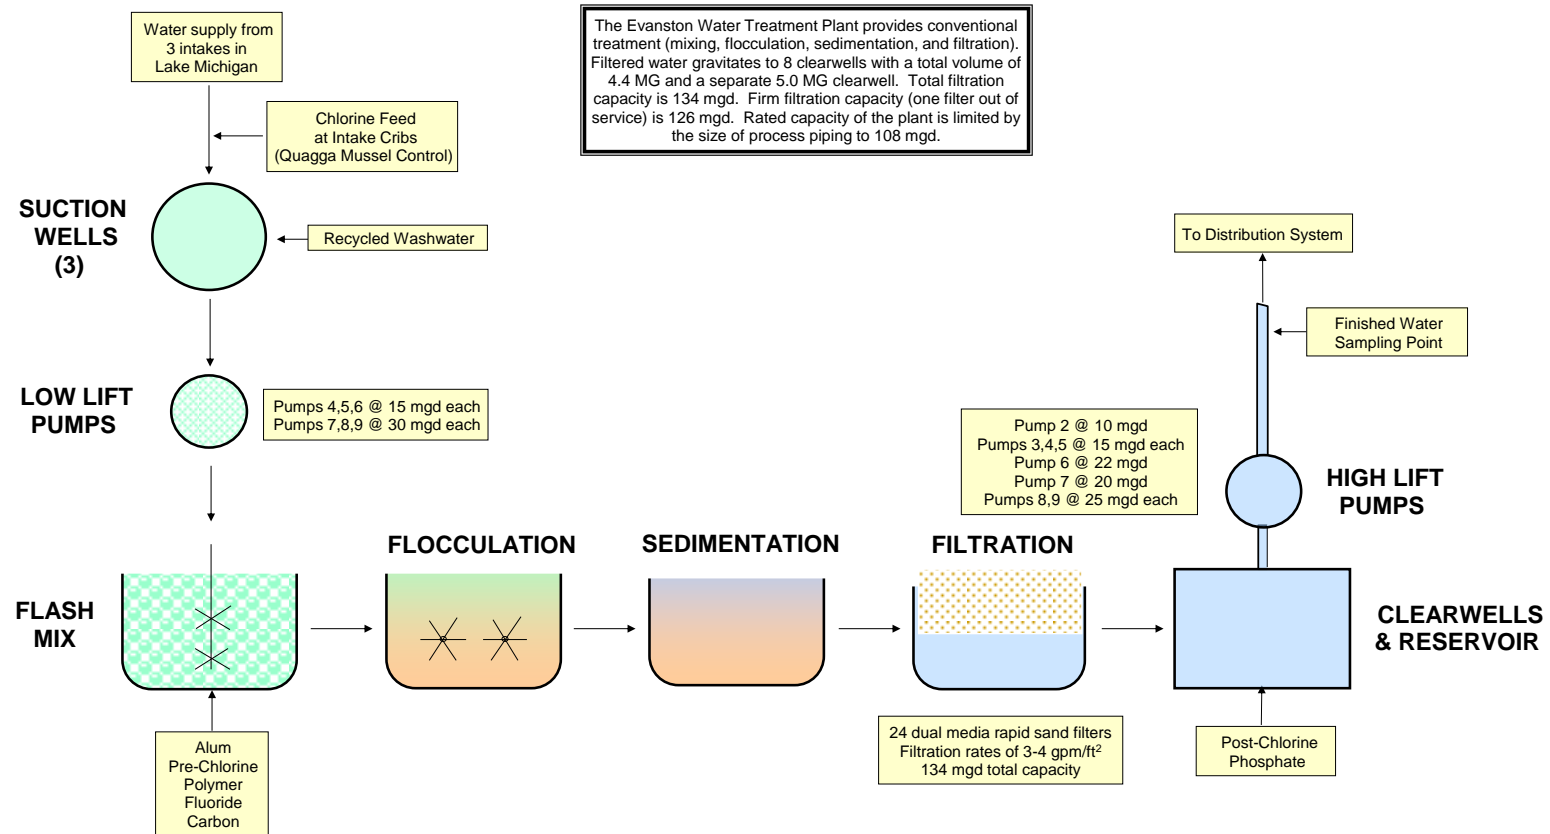 Water supply from
3 intakes in
Lake Michigan
The Evanston Water Treatment Plant provides conventional
treatment (mixing, flocculation, sedimentation, and filtration).
Filtered water gravitates to 8 clearwells with a total volume of
4.4 MG and a separate 5.0 MG clearwell. Total filtration
capacity is 134 mgd. Firm filtration capacity (one filter out of
service) is 126 mgd. Rated capacity of the plant is limited by
the size of process piping to 108 mgd.
Chlorine Feed
at Intake Cribs
(Quagga Mussel Control)
SUCTION
WELLS
(3)
Recycled Washwater
To Distribution System
Finished Water
Sampling Point
LOW LIFT
PUMPS
Pumps 4,5,6 @ 15 mgd each
Pumps 7,8,9 @ 30 mgd each
Pump 2 @ 10 mgd
Pumps 3,4,5 @ 15 mgd each
Pump 6 @ 22 mgd
Pump 7 @ 20 mgd
Pumps 8,9 @ 25 mgd each
HIGH LIFT
PUMPS
FLASH
MIX
FLOCCULATION
SEDIMENTATION
FILTRATION
CLEARWELLS
& RESERVOIR
Alum
Pre-Chlorine
Polymer
Fluoride
Carbon
24 dual media rapid sand filters
Filtration rates of 3-4 gpm/ft²
134 mgd total capacity
Post-Chlorine
Phosphate